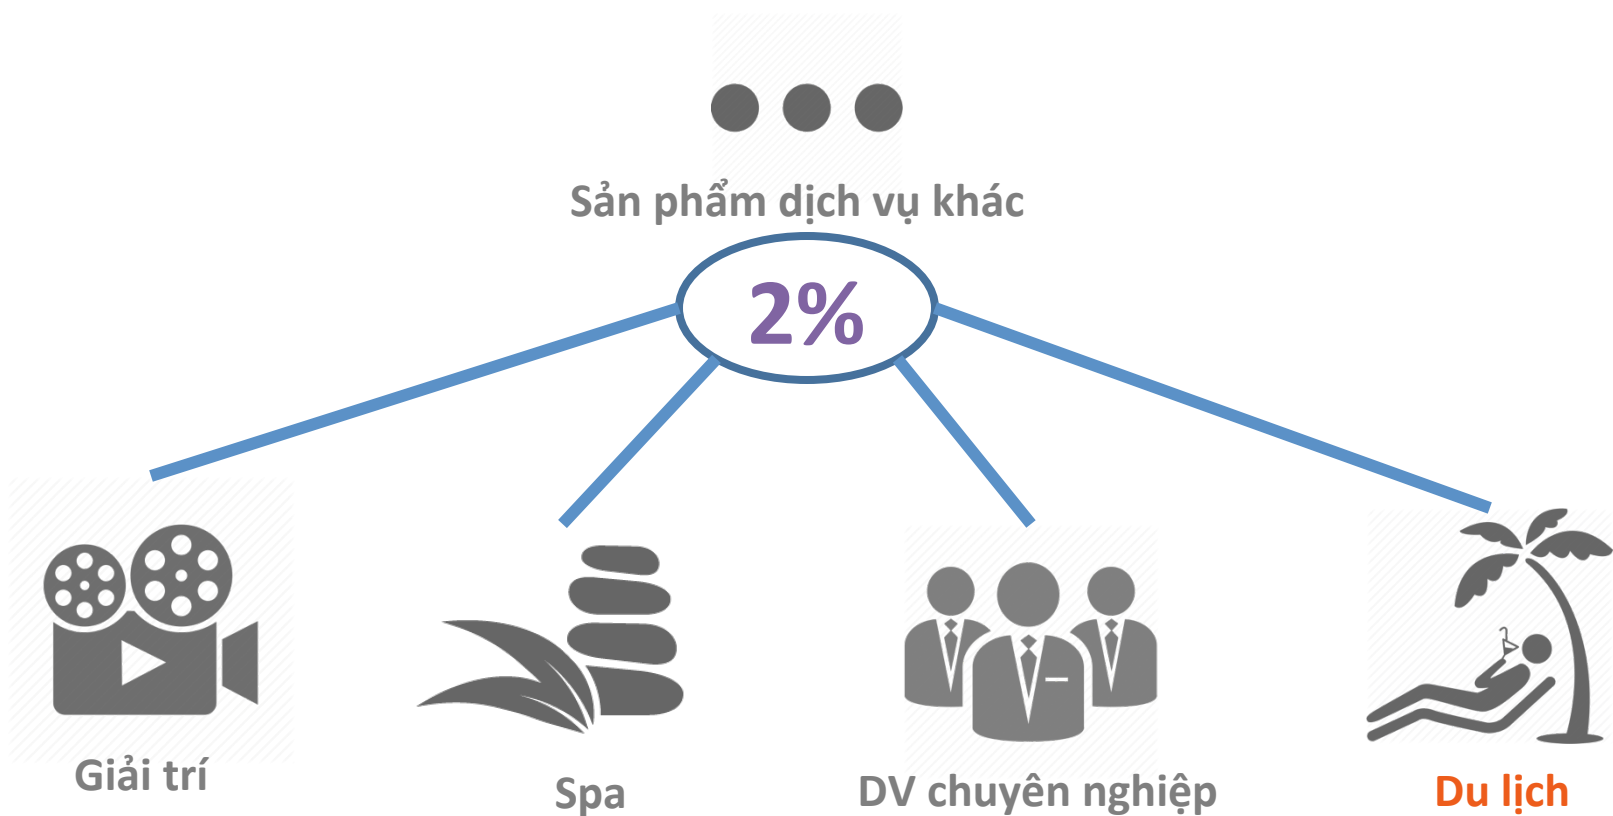 Sản phẩm dịch vụ khác
2%
Giải trí
Spa
DV chuyên nghiệp
Du lịch